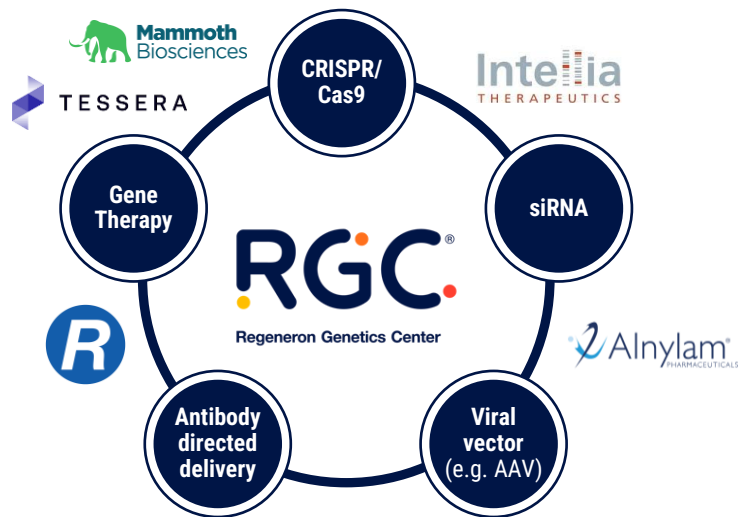 Mammoth
Biosciences
TESSERA
CRISPR/
Cas9
Intellia
THERAPEUTICS
Gene
Therapy
siRNA
RGC®
Regeneron Genetics Center
R
Alnylam®
PHARMACEUTICALS
Antibody
directed
delivery
Viral
vector
(e.g. AAV)